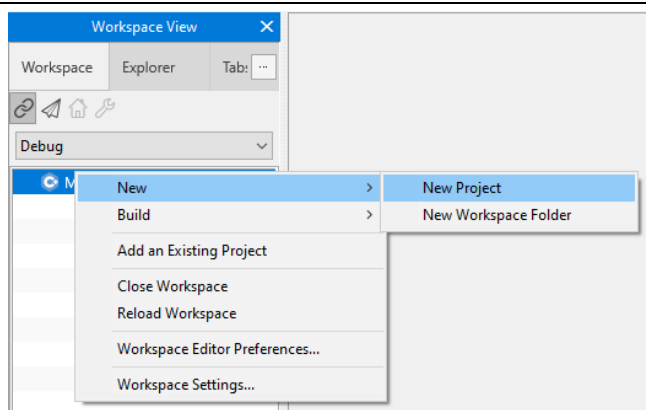 Workspace View
Workspace Explorer Tab:
Debug
M
New
New Project
Build
New Workspace Folder
Add an Existing Project
Close Workspace
Reload Workspace
Workspace Editor Preferences...
Workspace Settings...